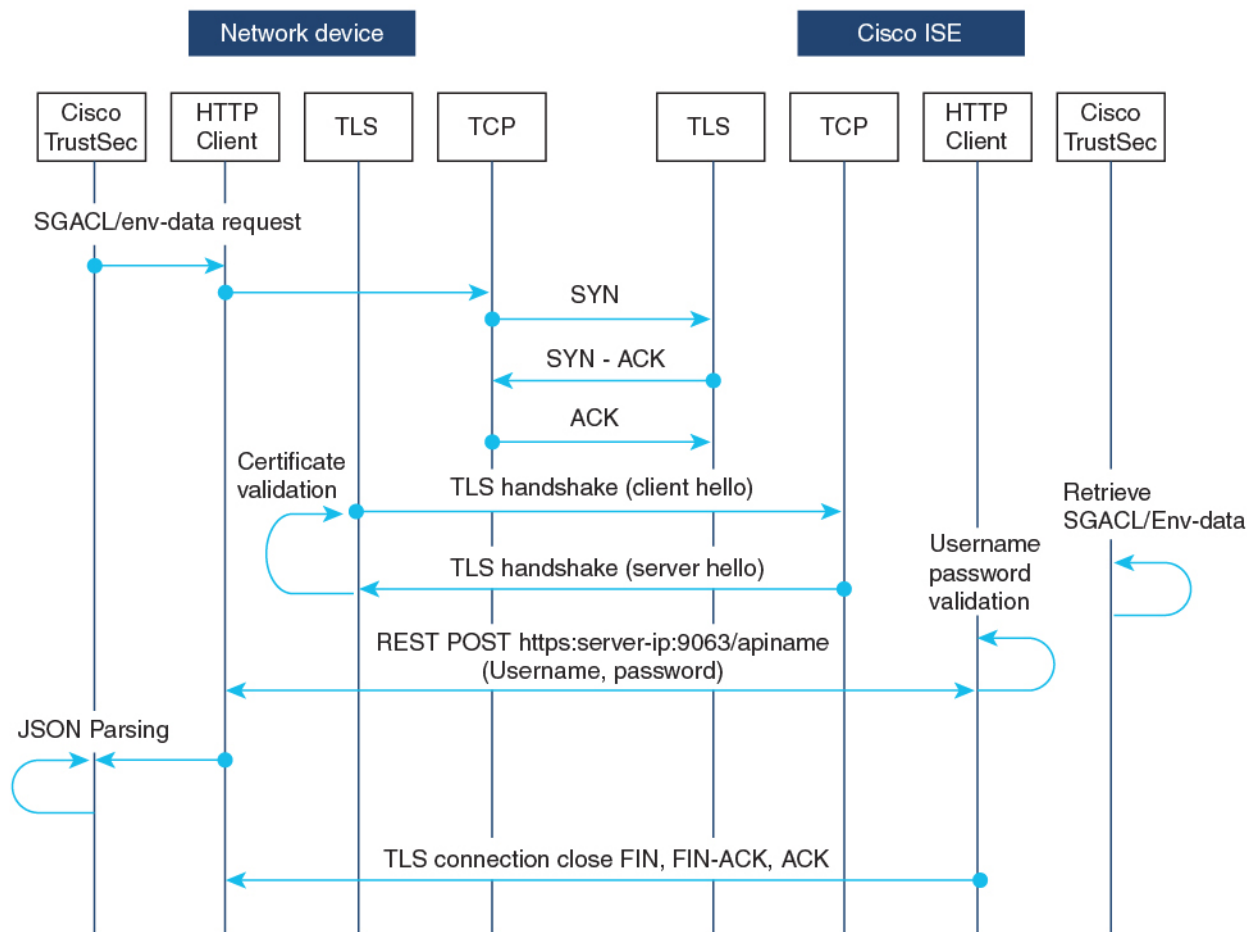 Network device
Cisco ISE
Cisco
TrustSec
HTTP
Client
TLS
TCP
TLS
TCP
HTTP
Client
Cisco
TrustSec
SGACL/env-data request
SYN
SYN - ACK
ACK
Certificate
validation
TLS handshake (client hello)
Retrieve
SGACL/Env-data
TLS handshake (server hello)
Username
password
validation
REST POST https:server-ip:9063/apiname
(Username, password)
JSON Parsing
TLS connection close FIN, FIN-ACK, ACK